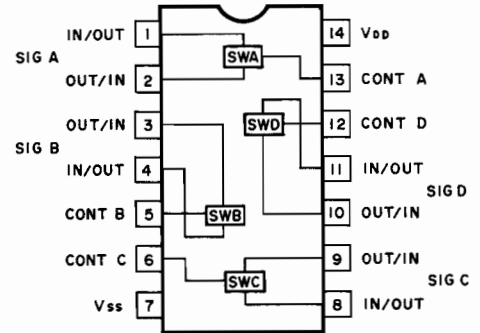 IN/OUT 1
SIG A
OUT/IN 2
OUT/IN 3
SIG B
IN/OUT 4
CONT B 5
CONT C 6
Vss 7
SWA
SWD
SWB
SWC
14 VDD
13 CONT A
12 CONT D
11 IN/OUT
SIG D
10 OUT/IN
9 OUT/IN
SIG C
8 IN/OUT